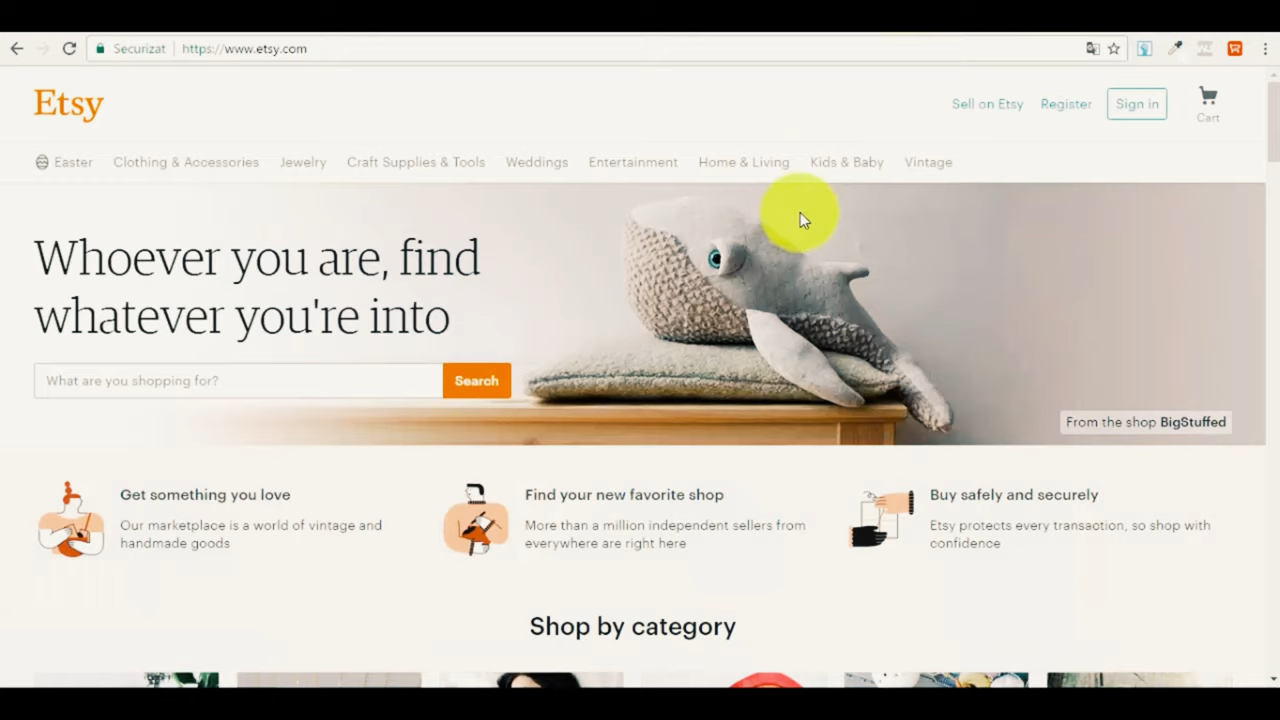 Securizat https://www.etsy.com
Etsy
Sell on Etsy Register Sign in Cart
Easter Clothing & Accessories Jewelry Craft Supplies & Tools Weddings Entertainment Home & Living Kids & Baby Vintage
Whoever you are, find
whatever you're into
What are you shopping for? Search
From the shop BigStuffed
Get something you love
Our marketplace is a world of vintage and
handmade goods
Find your new favorite shop
More than a million independent sellers from
everywhere are right here
Buy safely and securely
Etsy protects every transaction, so shop with
confidence
Shop by category